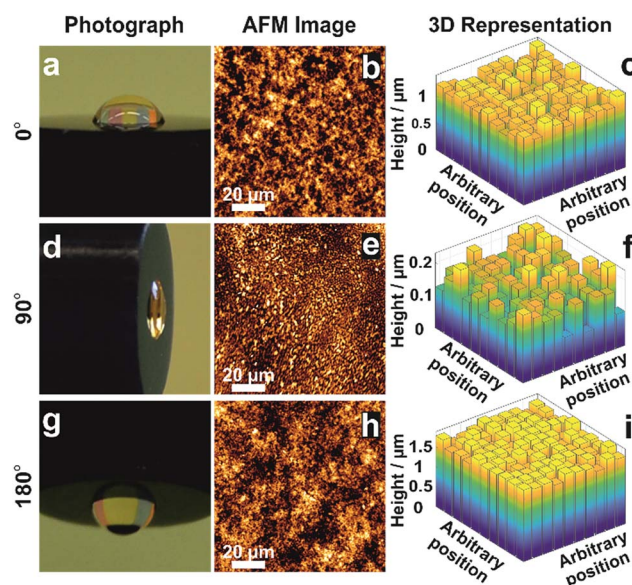 Photograph
AFM Image
3D Representation
0°
a
b
20 µm
c
Height / µm
1
0.5
0
Arbitrary
position
Arbitrary
position
90°
d
e
20 µm
f
Height / µm
0.2
0.1
0
Arbitrary
position
Arbitrary
position
180°
g
h
20 µm
i
Height / µm
1.5
1
0.5
0
Arbitrary
position
Arbitrary
position